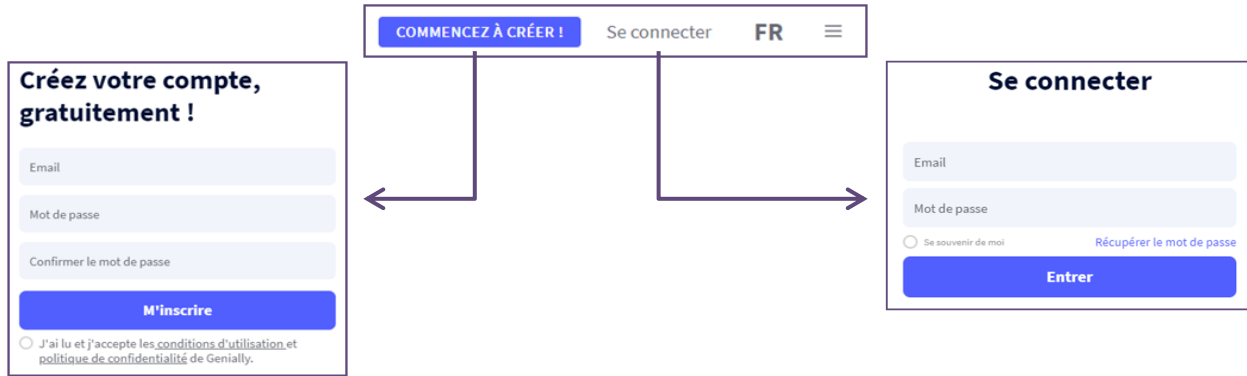 COMMENCEZ À CRÉER !
Se connecter
FR
Créez votre compte,
gratuitement !
Email
Mot de passe
Confirmer le mot de passe
M'inscrire
J'ai lu et j'accepte les conditions d'utilisation et
politique de confidentialité de Genially.
Se connecter
Email
Mot de passe
Se souvenir de moi
Récupérer le mot de passe
Entrer